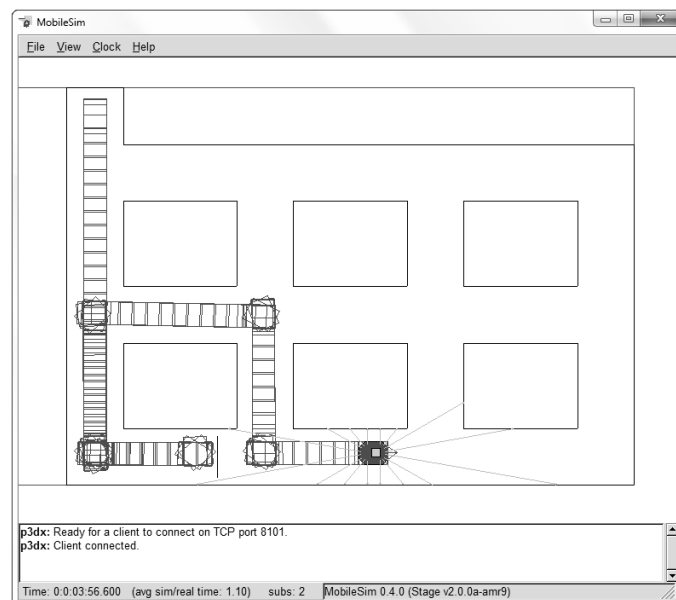 MobileSim
File View Clock Help
p3dx: Ready for a client to connect on TCP port 8101.
p3dx: Client connected.
Time: 0:0:03:56.600 (avg sim/real time: 1.10) subs: 2 MobileSim 0.4.0 (Stage v2.0.0a-amr9)